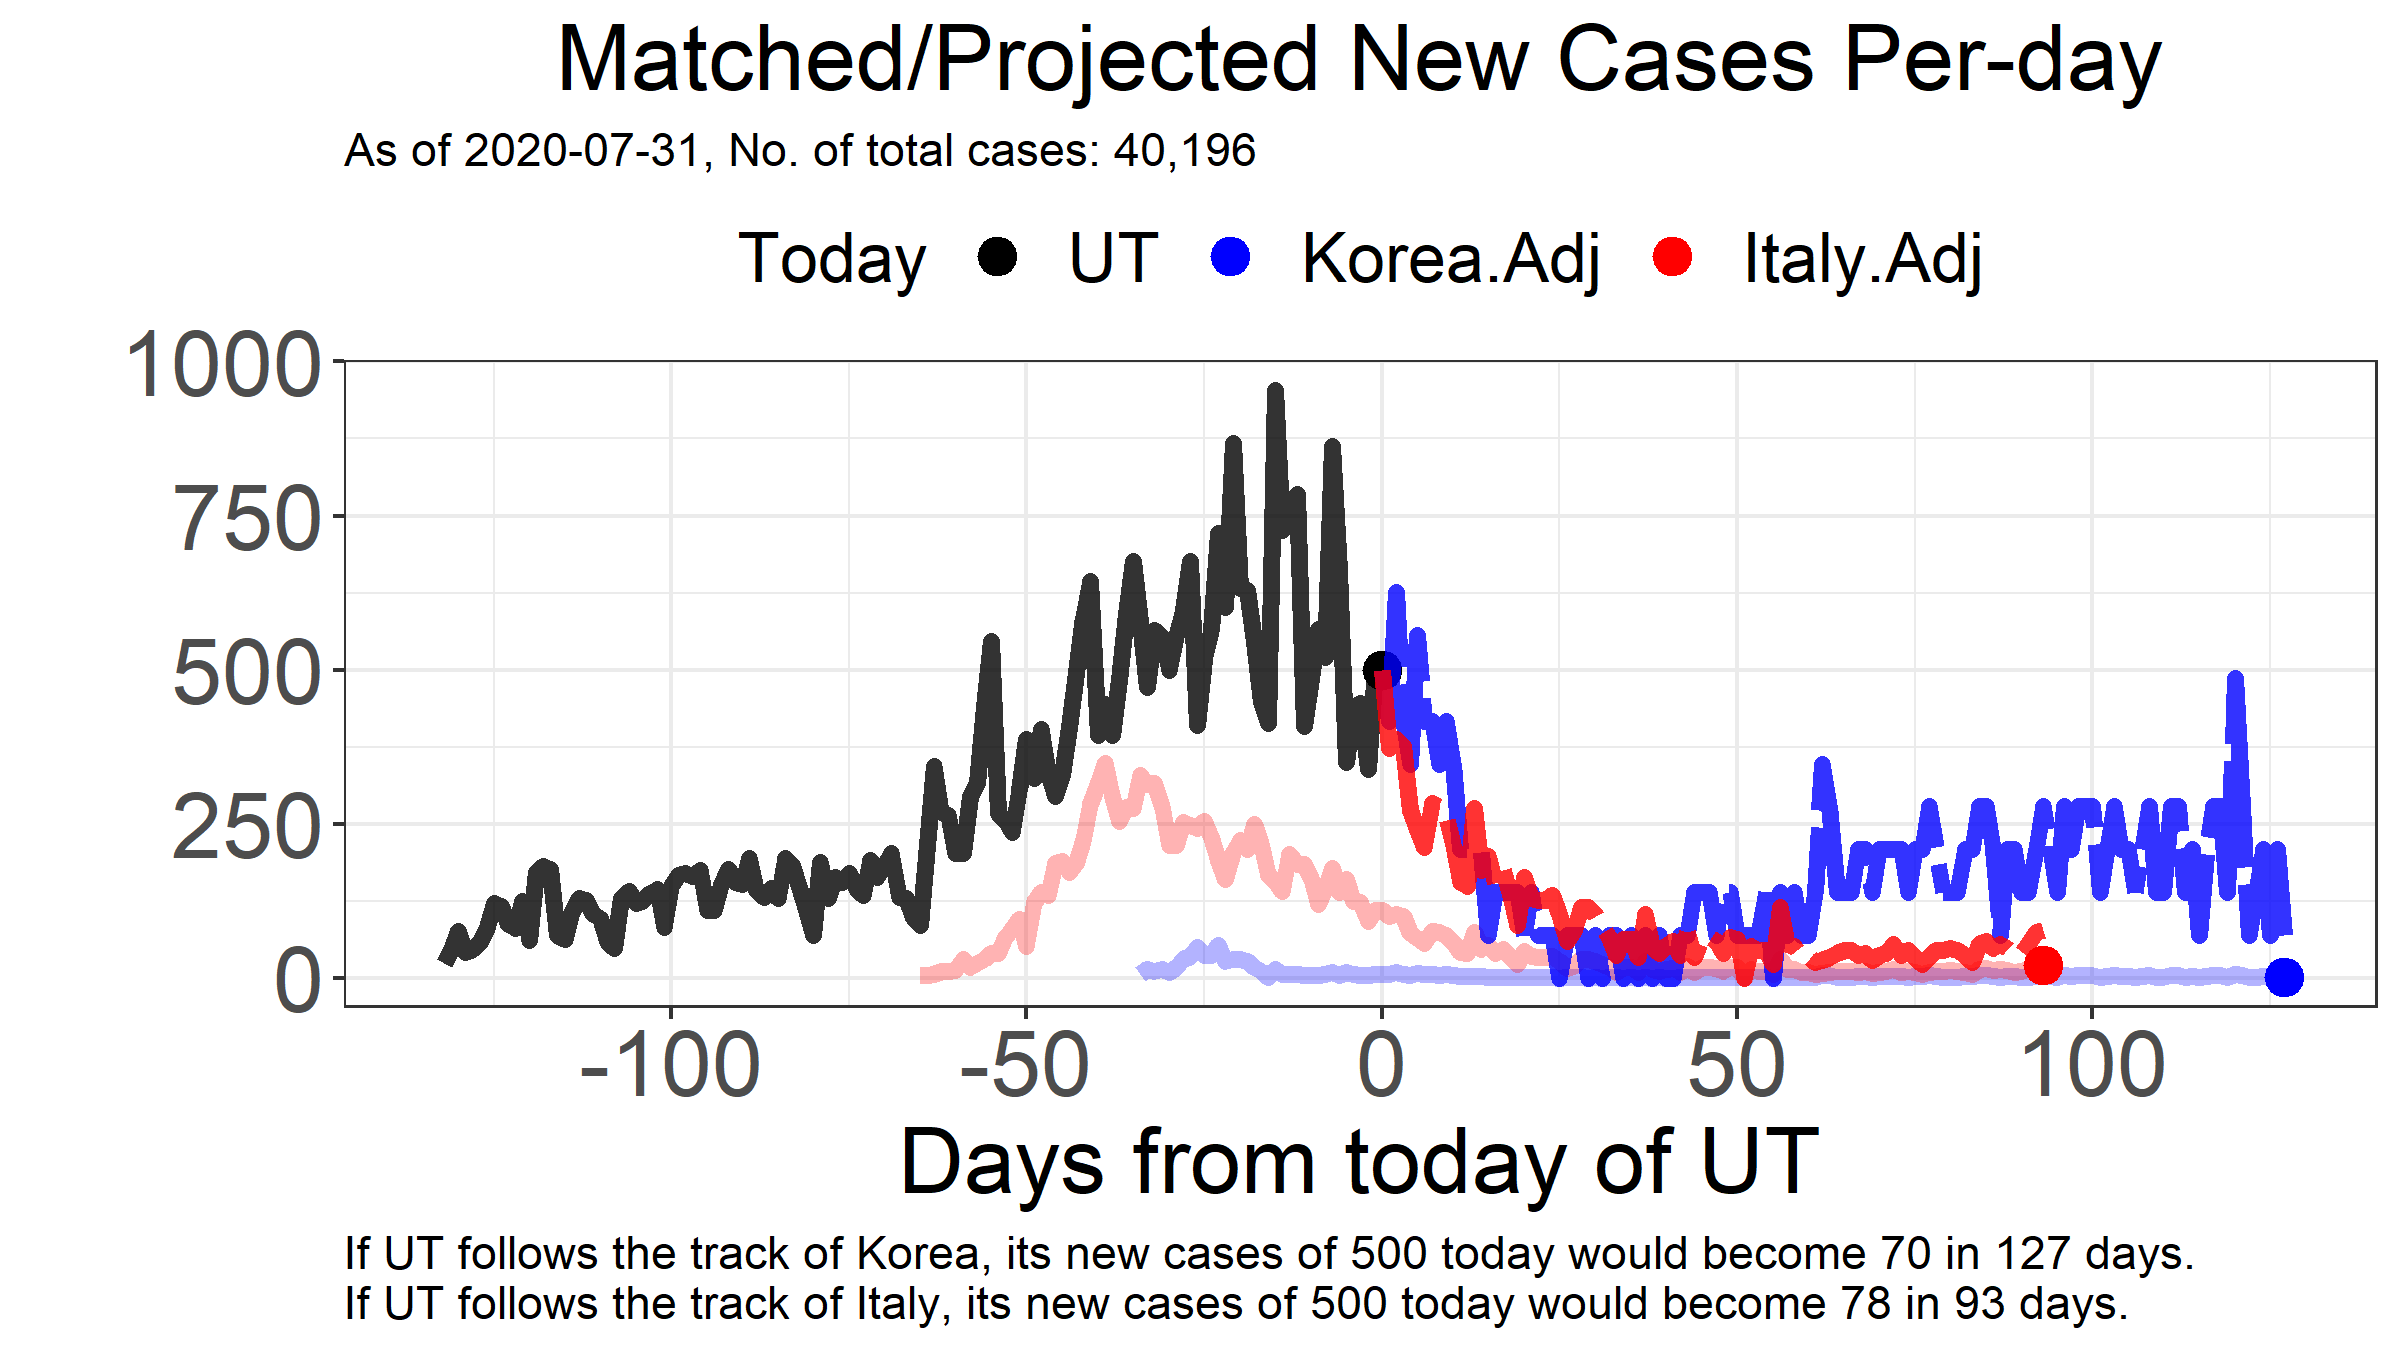 Matched/Projected New Cases Per-day
As of 2020-07-31, No. of total cases: 40,196
Today UT Korea.Adj Italy.Adj
1000
750
500
250
0
-100 -50 0 50 100
Days from today of UT
If UT follows the track of Korea, its new cases of 500 today would become 70 in 127 days.
If UT follows the track of Italy, its new cases of 500 today would become 78 in 93 days.